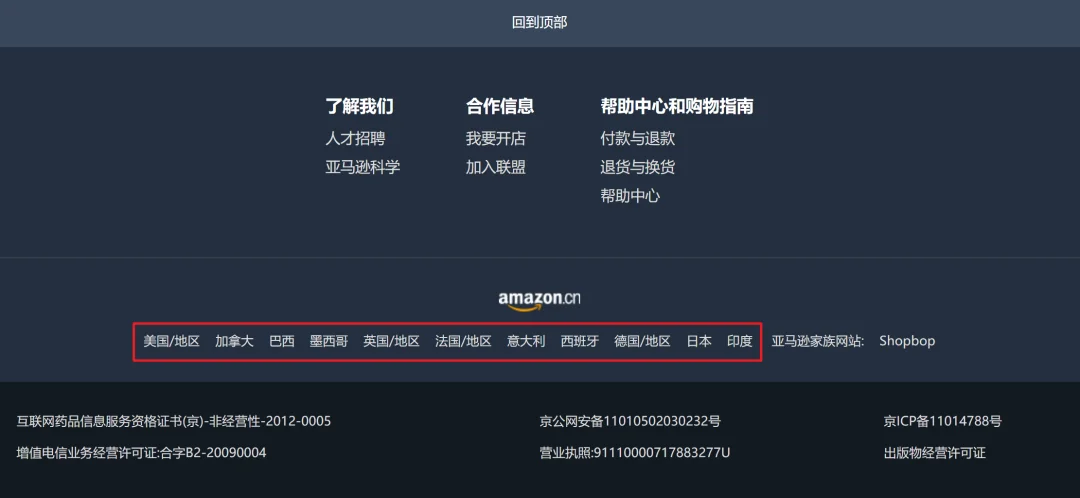 回到顶部
了解我们 合作信息 帮助中心和购物指南
人才招聘 我要开店 付款与退款
亚马逊科学 加入联盟 退货与换货
帮助中心
amazon.cn
美国/地区 加拿大 巴西 墨西哥 英国/地区 法国/地区 意大利 西班牙 德国/地区 日本 印度 亚马逊家族网站: Shopbop
互联网药品信息服务资格证书(京)-非经营性-2012-0005 京公网安备11010502030232号 京ICP备11014788号
增值电信业务经营许可证:合字B2-20090004 营业执照:91110000717883277U 出版物经营许可证